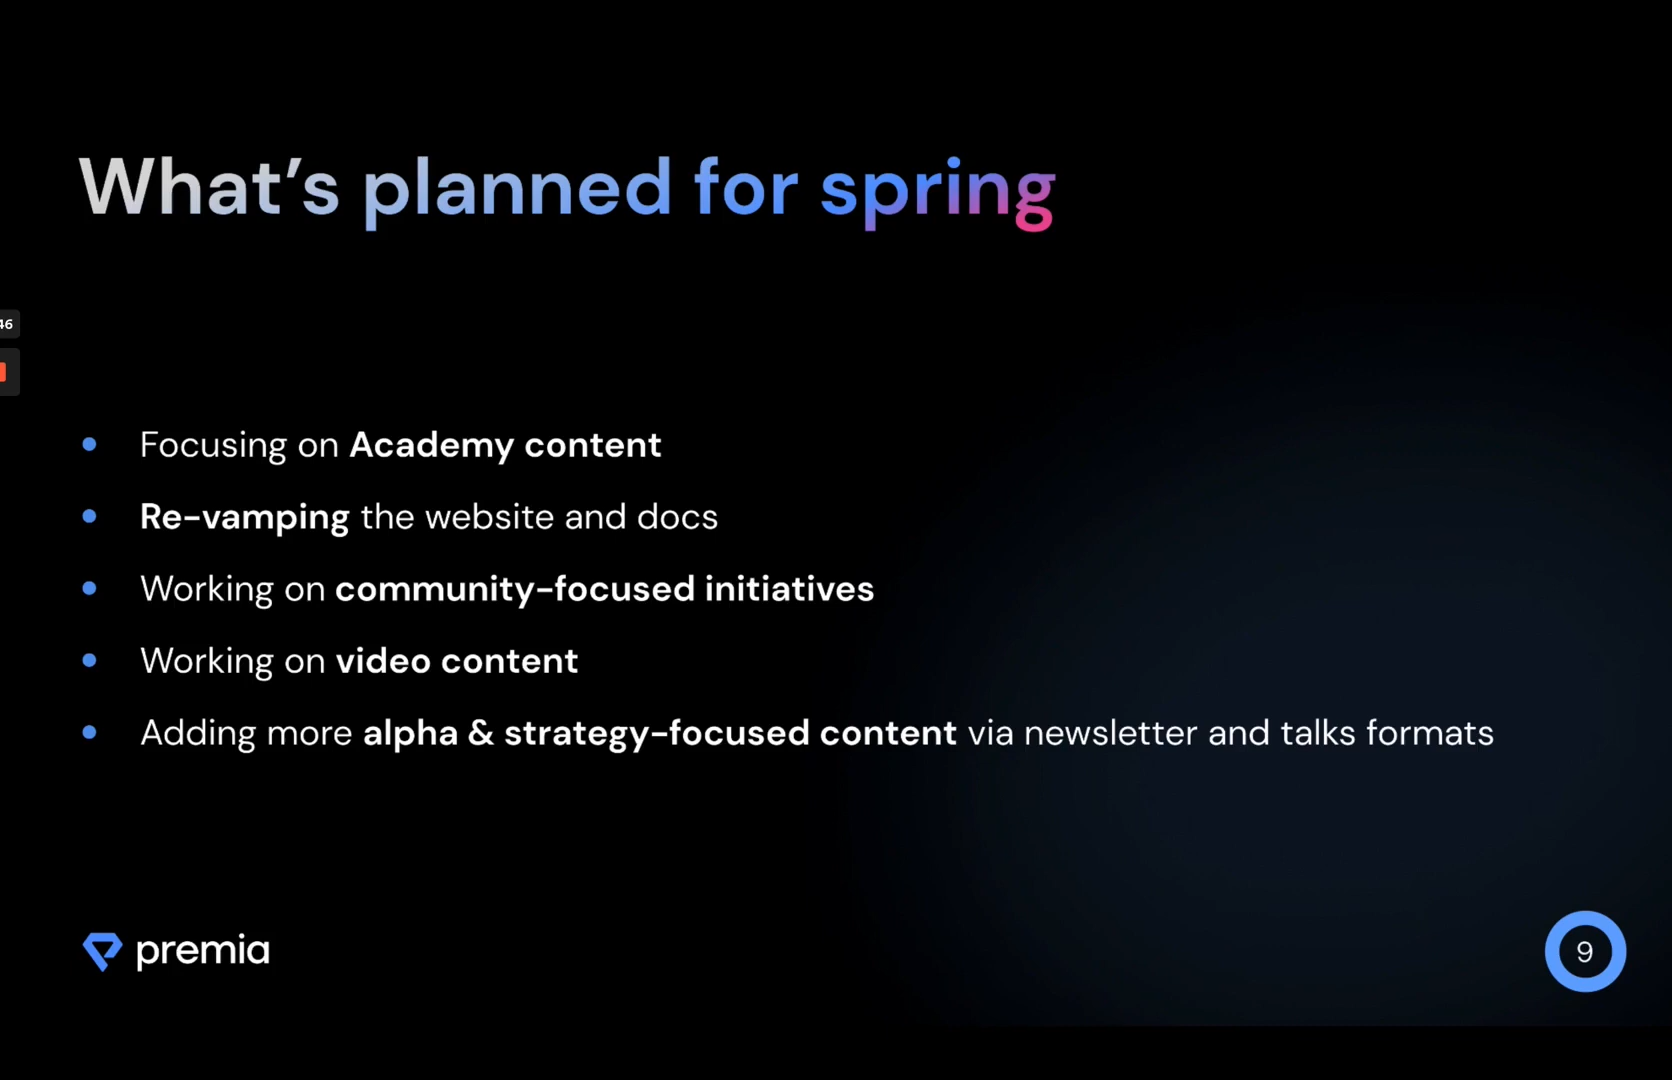 What’s planned for spring
46
Focusing on Academy content
Re-vamping the website and docs
Working on community-focused initiatives
Working on video content
Adding more alpha & strategy-focused content via newsletter and talks formats
premia
9